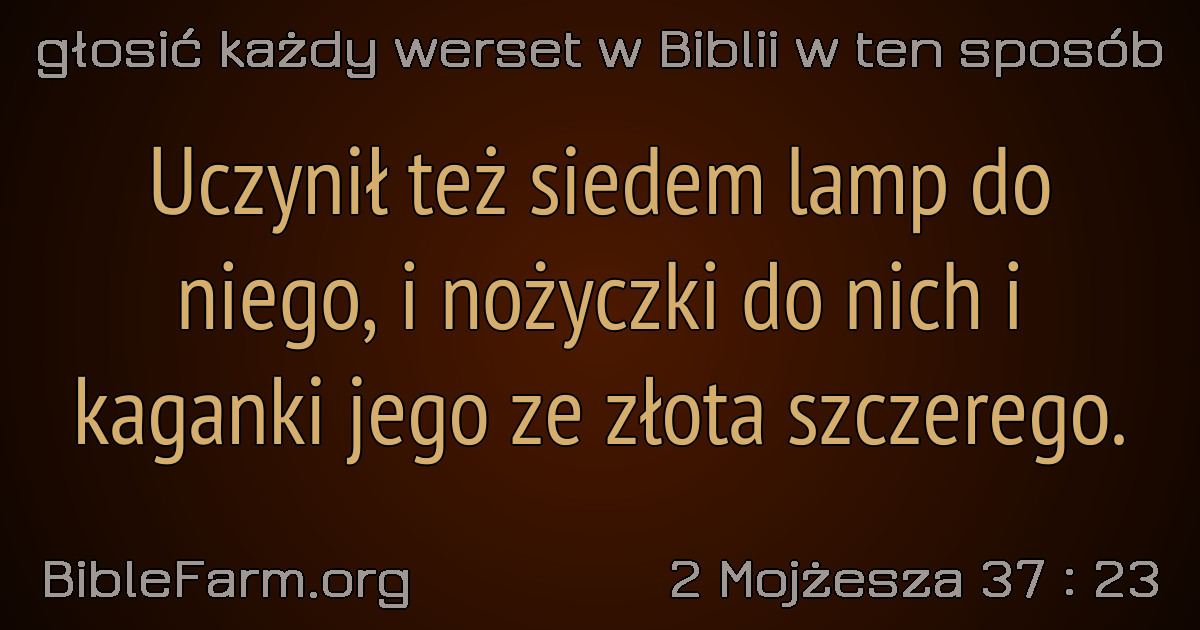 głosić każdy werset w Biblii w ten sposób
Uczynił też siedem lamp do
niego, i nożyczki do nich i
kaganki jego ze złota szczerego.
BibleFarm.org
2 Mojżesza 37 : 23